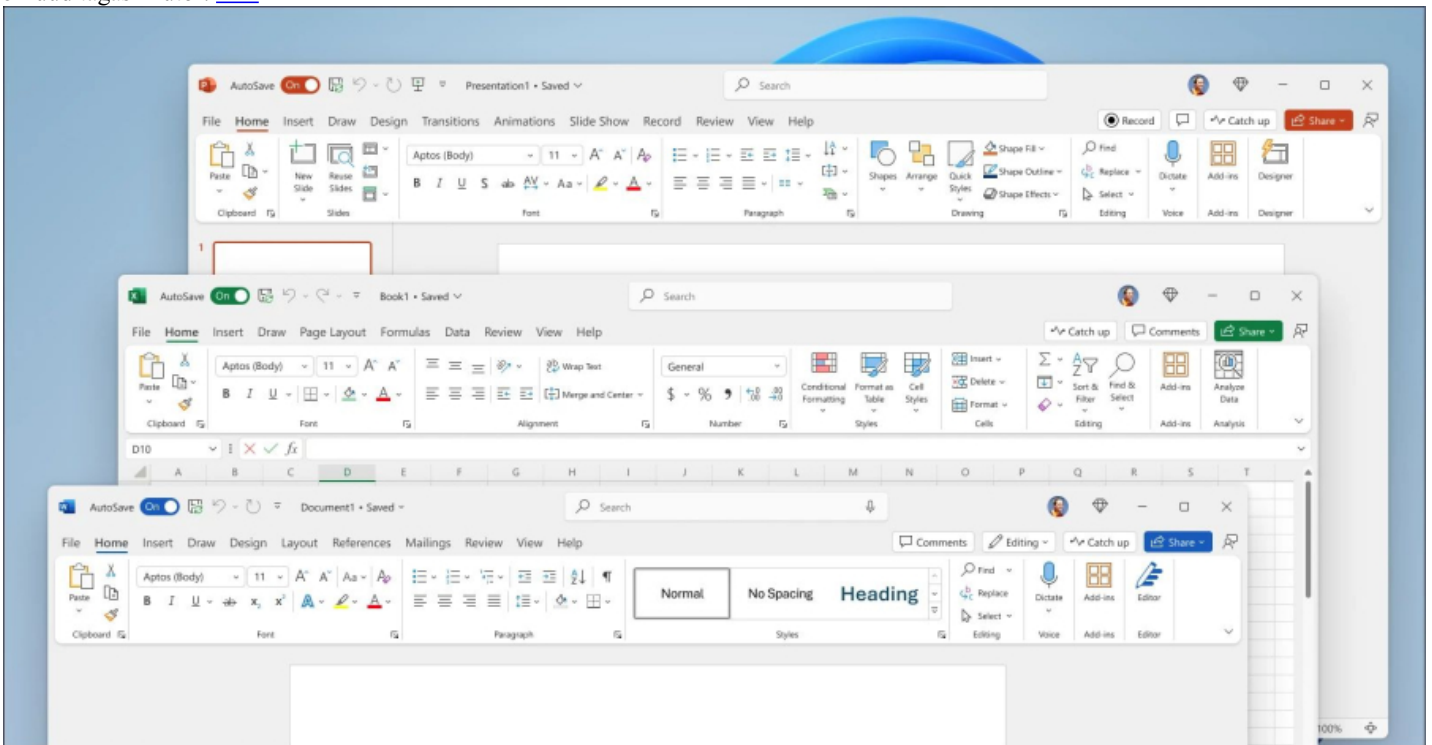 AutoSave On Presentation1 • Saved Search
File Home Insert Draw Design Transitions Animations Slide Show Record Review View Help Record Catch up Share
Paste New Slide Reuse Slides Aptos (Body) 11 Shapes Arrange Quick Styles Shape Fill Shape Outline Shape Effects Find Replace Select Dictate Add-ins Designer
Clipboard Slides Font Paragraph Drawing Editing Voice Add-ins Designer
1
AutoSave On Book1 • Saved Search
File Home Insert Draw Page Layout Formulas Data Review View Help Catch up Comments Share
Paste Aptos (Body) 11 Wrap Text Merge and Center General Conditional Formatting Format as Table Cell Styles Insert Delete Format Sort & Filter Find & Select Add-ins Analyze Data
Clipboard Font Alignment Number Styles Cells Editing Add-ins Analysis
D10 fx
A B C D E F G H I J K L M N O P Q R S T
AutoSave On Document1 • Saved Search
File Home Insert Draw Design Layout References Mailings Review View Help Comments Editing Catch up Share
Paste Aptos (Body) 11 Normal No Spacing Heading Find Replace Select Dictate Add-ins Editor
Clipboard Font Paragraph Styles Editing Voice Add-ins Editor
100%